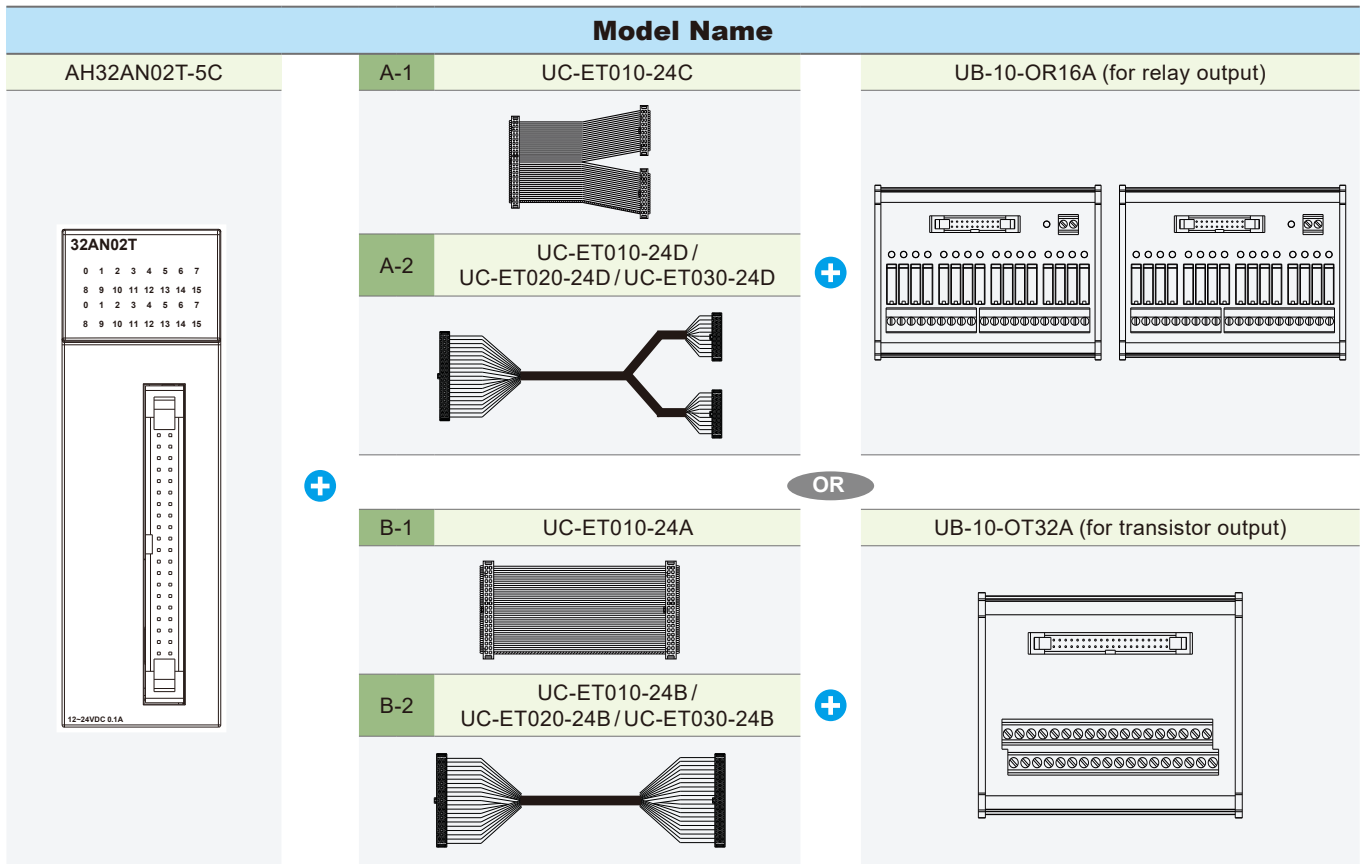 Model Name
AH32AN02T-5C
32AN02T
0 1 2 3 4 5 6 7
8 9 10 11 12 13 14 15
0 1 2 3 4 5 6 7
8 9 10 11 12 13 14 15
12~24VDC 0.1A
A-1
UC-ET010-24C
A-2
UC-ET010-24D /
UC-ET020-24D / UC-ET030-24D
UB-10-OR16A (for relay output)
OR
B-1
UC-ET010-24A
B-2
UC-ET010-24B /
UC-ET020-24B / UC-ET030-24B
UB-10-OT32A (for transistor output)